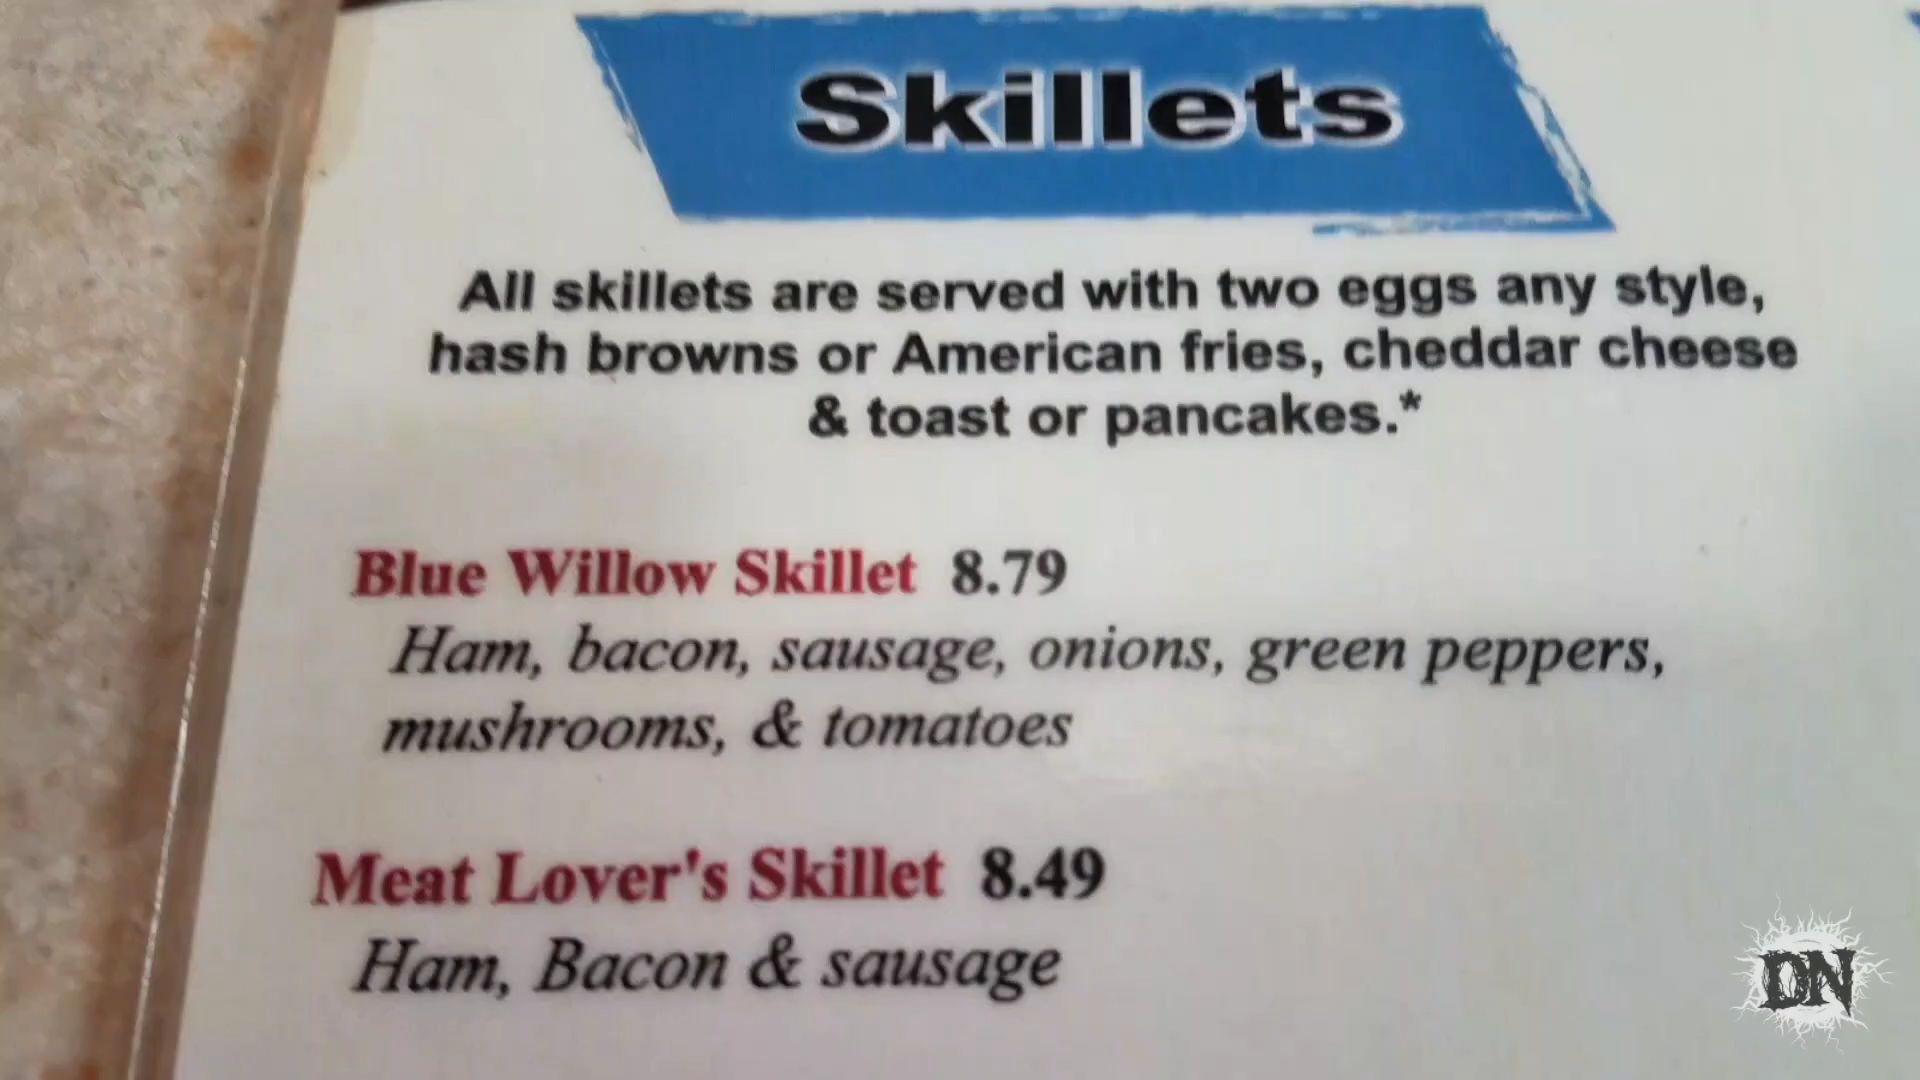 Skillets
All skillets are served with two eggs any style,
hash browns or American fries, cheddar cheese
& toast or pancakes.*
Blue Willow Skillet 8.79
Ham, bacon, sausage, onions, green peppers,
mushrooms, & tomatoes
Meat Lover's Skillet 8.49
Ham, Bacon & sausage
DN